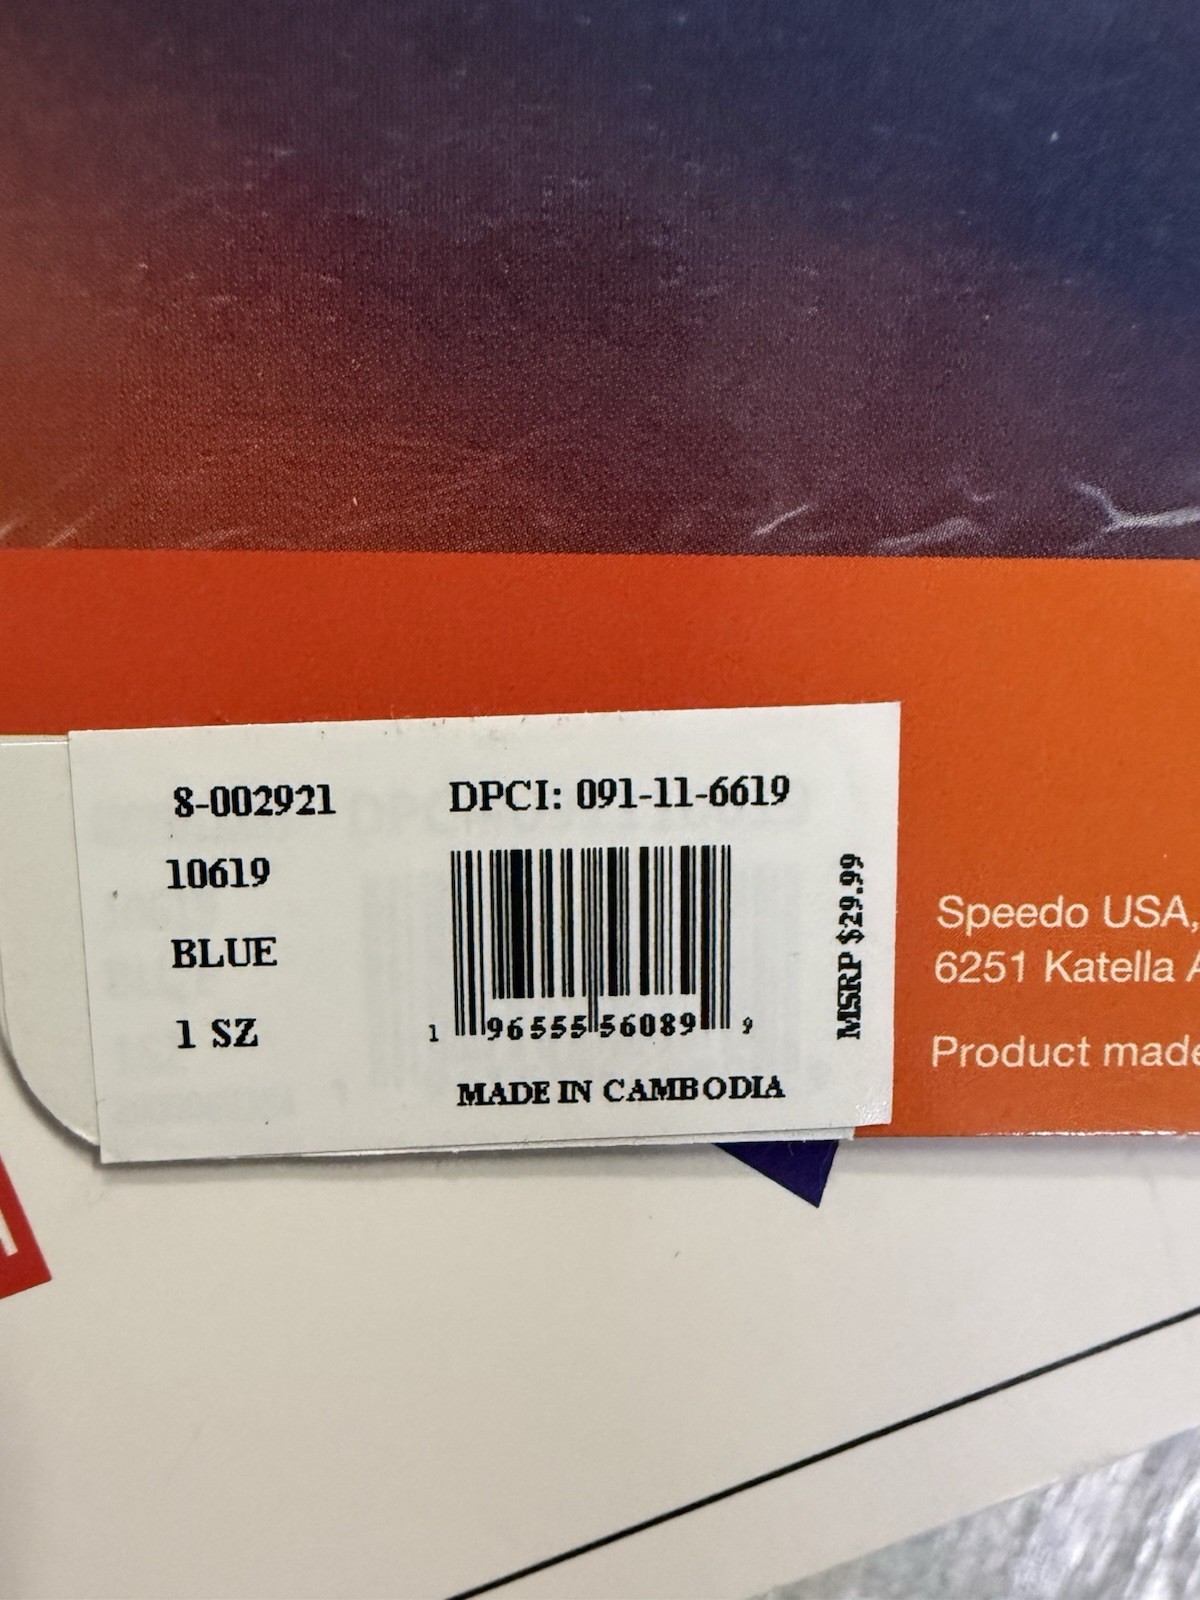 8-002921
DPCI: 091-11-6619
10619
BLUE
1 SZ
1 96555 56089 9
MSRP $29.99
MADE IN CAMBODIA
Speedo USA,
6251 Katella
Product made